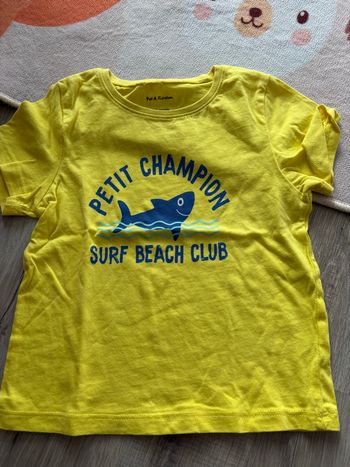 PETIT CHAMPION
SURF BEACH CLUB